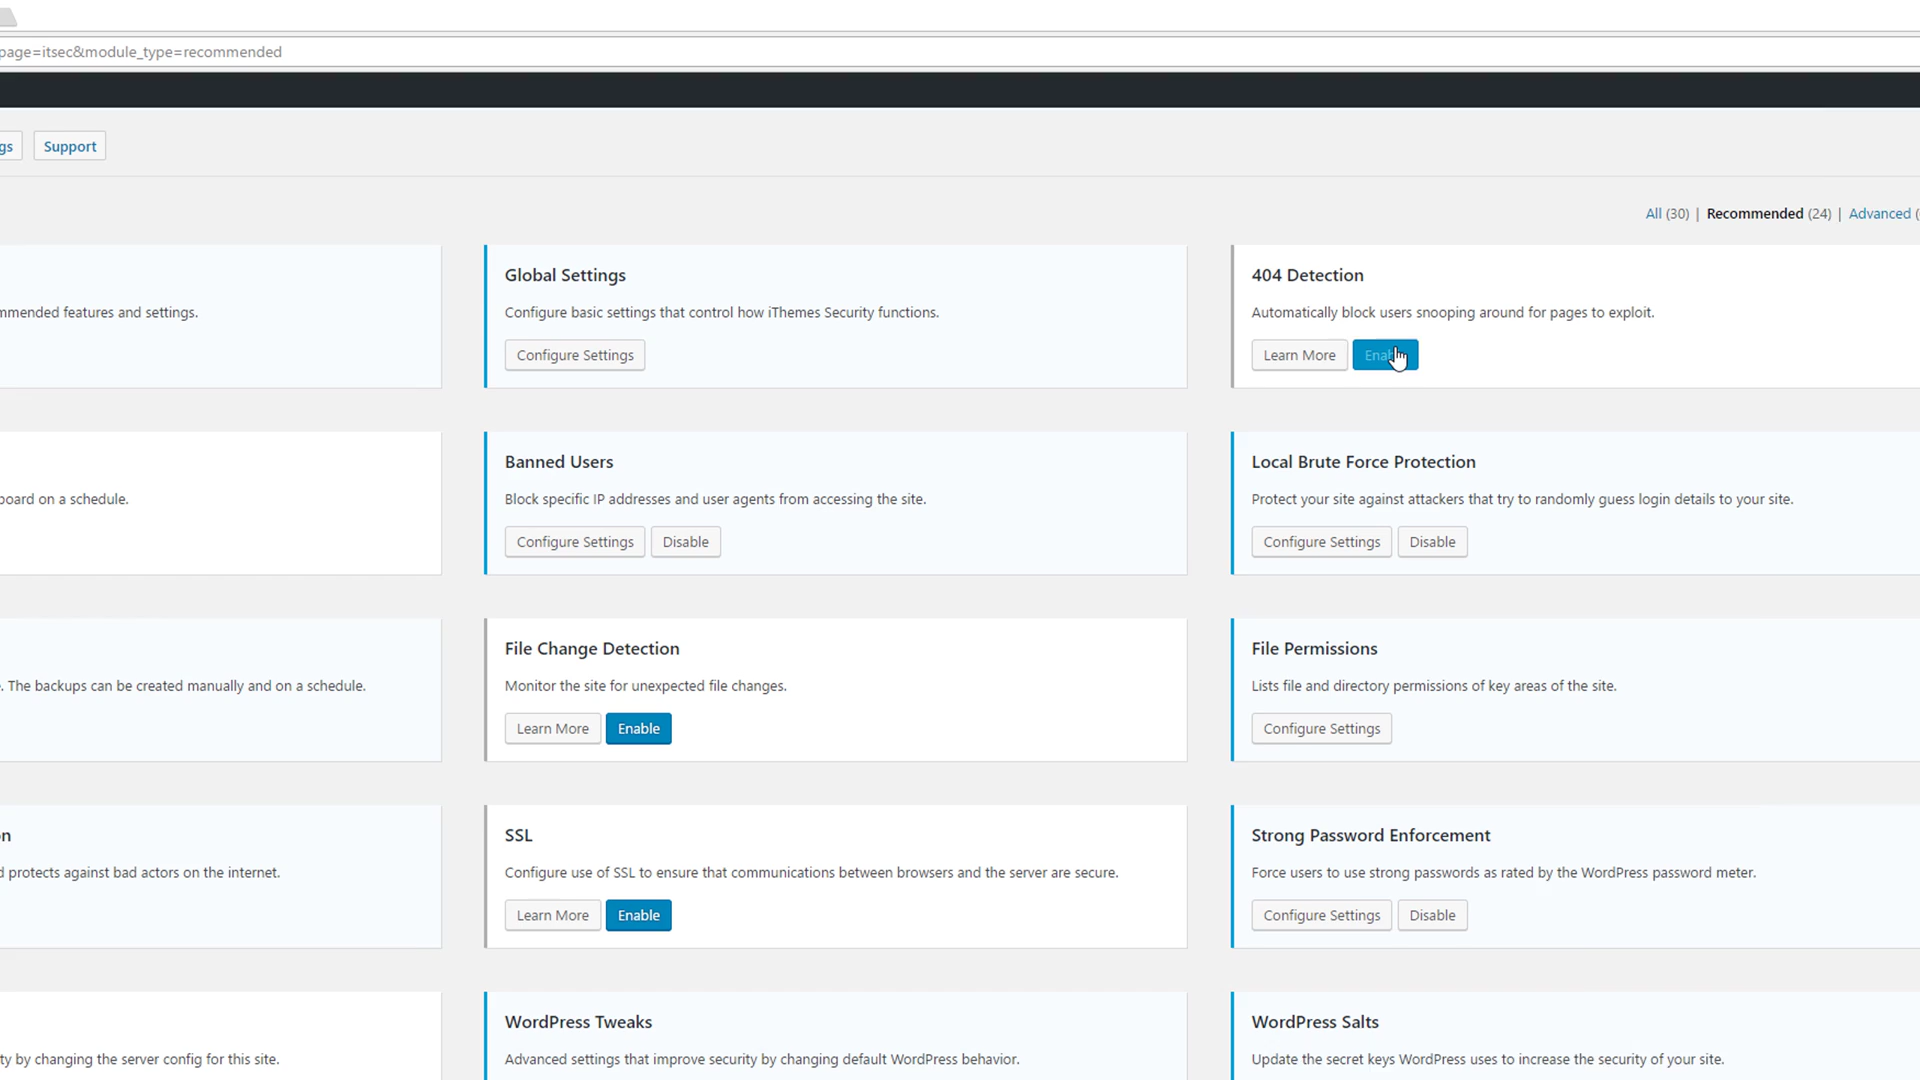 page=itsec&module_type=recommended
gs Support
All (30) | Recommended (24) | Advanced (
Global Settings
404 Detection
mmended features and settings.
Configure basic settings that control how iThemes Security functions.
Automatically block users snooping around for pages to exploit.
Configure Settings
Learn More
Banned Users
Local Brute Force Protection
board on a schedule.
Block specific IP addresses and user agents from accessing the site.
Protect your site against attackers that try to randomly guess login details to your site.
Configure Settings Disable
Configure Settings Disable
File Change Detection
File Permissions
. The backups can be created manually and on a schedule.
Monitor the site for unexpected file changes.
Lists file and directory permissions of key areas of the site.
Learn More Enable
Configure Settings
on
SSL
Strong Password Enforcement
d protects against bad actors on the internet.
Configure use of SSL to ensure that communications between browsers and the server are secure.
Force users to use strong passwords as rated by the WordPress password meter.
Learn More Enable
Configure Settings Disable
WordPress Tweaks
WordPress Salts
ty by changing the server config for this site.
Advanced settings that improve security by changing default WordPress behavior.
Update the secret keys WordPress uses to increase the security of your site.